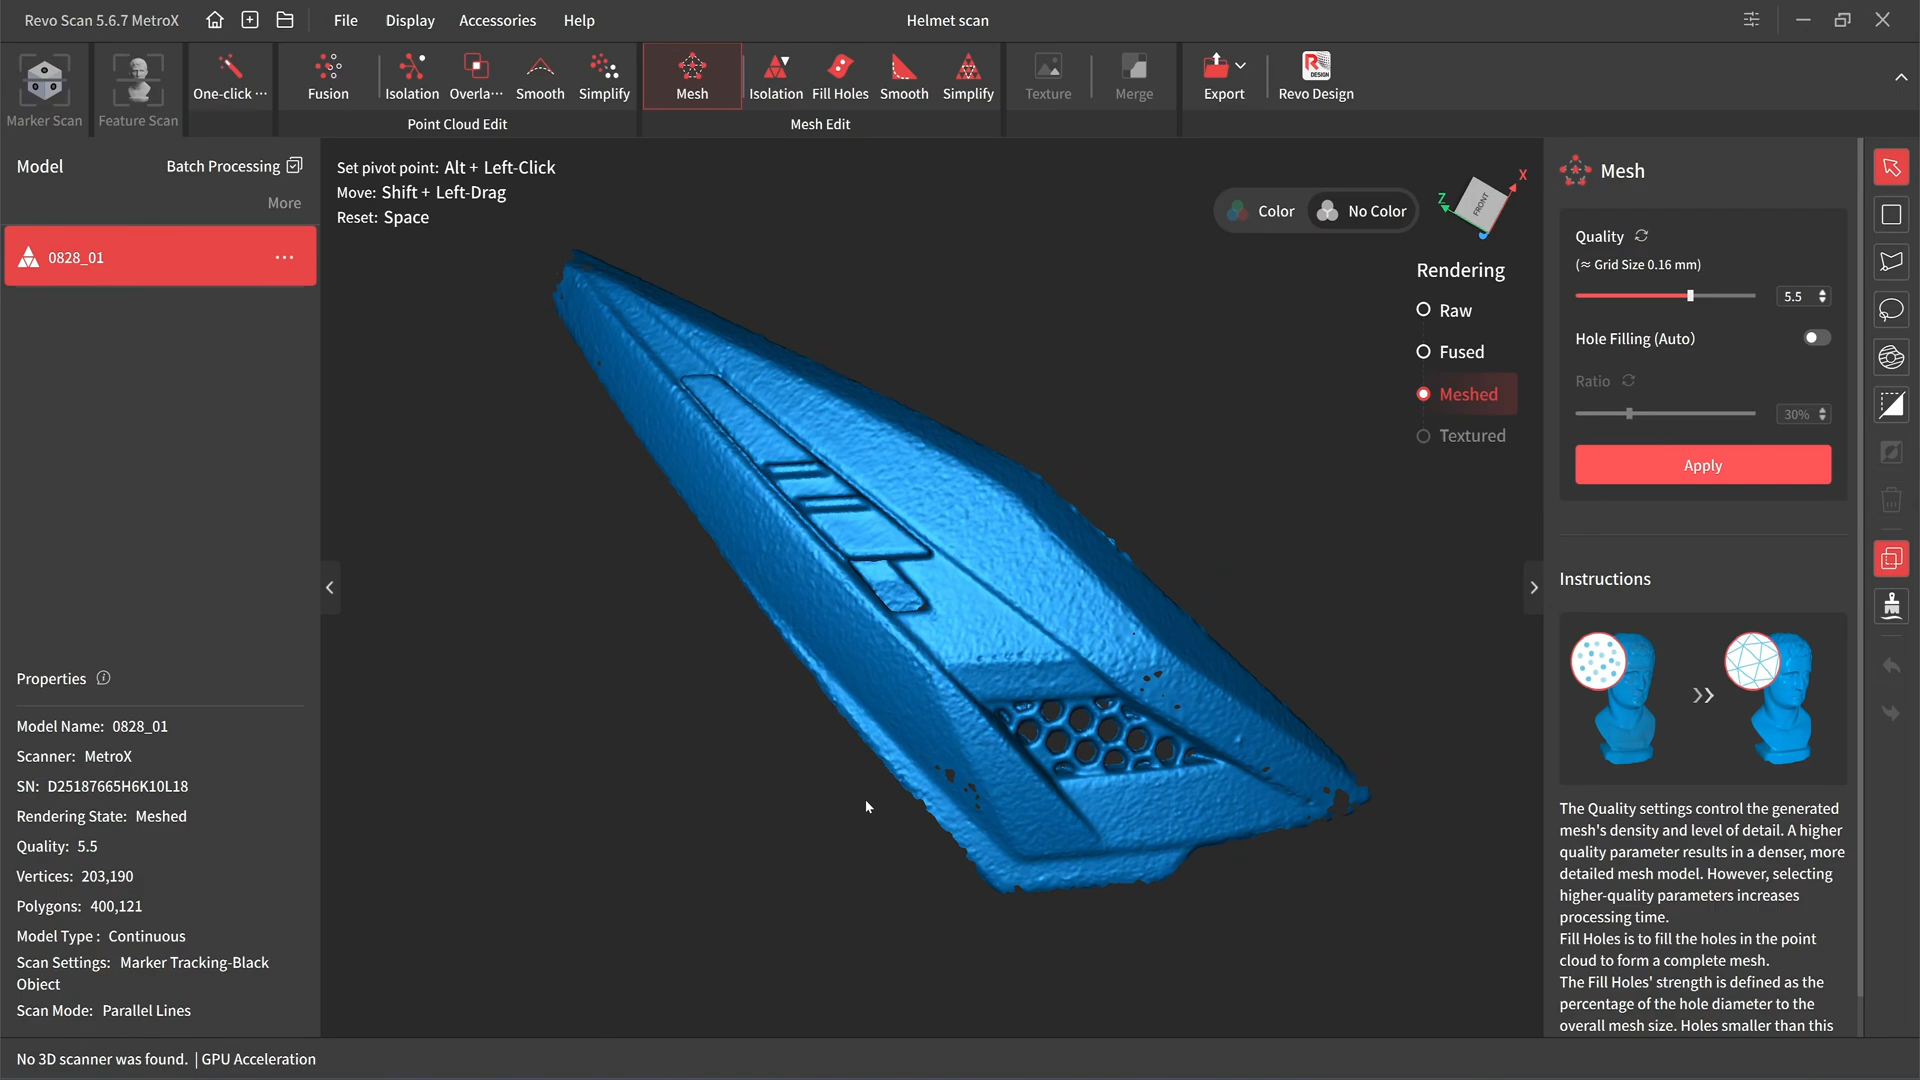 Revo Scan 5.6.7 MetroX
File
Display
Accessories
Help
Helmet scan
Marker Scan
Feature Scan
One-click ···
Fusion
Isolation
Overla···
Smooth
Simplify
Point Cloud Edit
Mesh
Isolation
Fill Holes
Smooth
Simplify
Mesh Edit
Texture
Merge
Export
Revo Design
Model
Batch Processing
More
0828_01
Set pivot point: Alt + Left-Click
Move: Shift + Left-Drag
Reset: Space
Color
No Color
Z
X
FRONT
Rendering
Raw
Fused
Meshed
Textured
Mesh
Quality
(≈ Grid Size 0.16 mm)
5.5
Hole Filling (Auto)
Ratio
30%
Apply
Instructions
The Quality settings control the generated
mesh's density and level of detail. A higher
quality parameter results in a denser, more
detailed mesh model. However, selecting
higher-quality parameters increases
processing time.
Fill Holes is to fill the holes in the point
cloud to form a complete mesh.
The Fill Holes' strength is defined as the
percentage of the hole diameter to the
overall mesh size. Holes smaller than this
Properties
Model Name: 0828_01
Scanner: MetroX
SN: D25187665H6K10L18
Rendering State: Meshed
Quality: 5.5
Vertices: 203,190
Polygons: 400,121
Model Type : Continuous
Scan Settings: Marker Tracking-Black
Object
Scan Mode: Parallel Lines
No 3D scanner was found. | GPU Acceleration